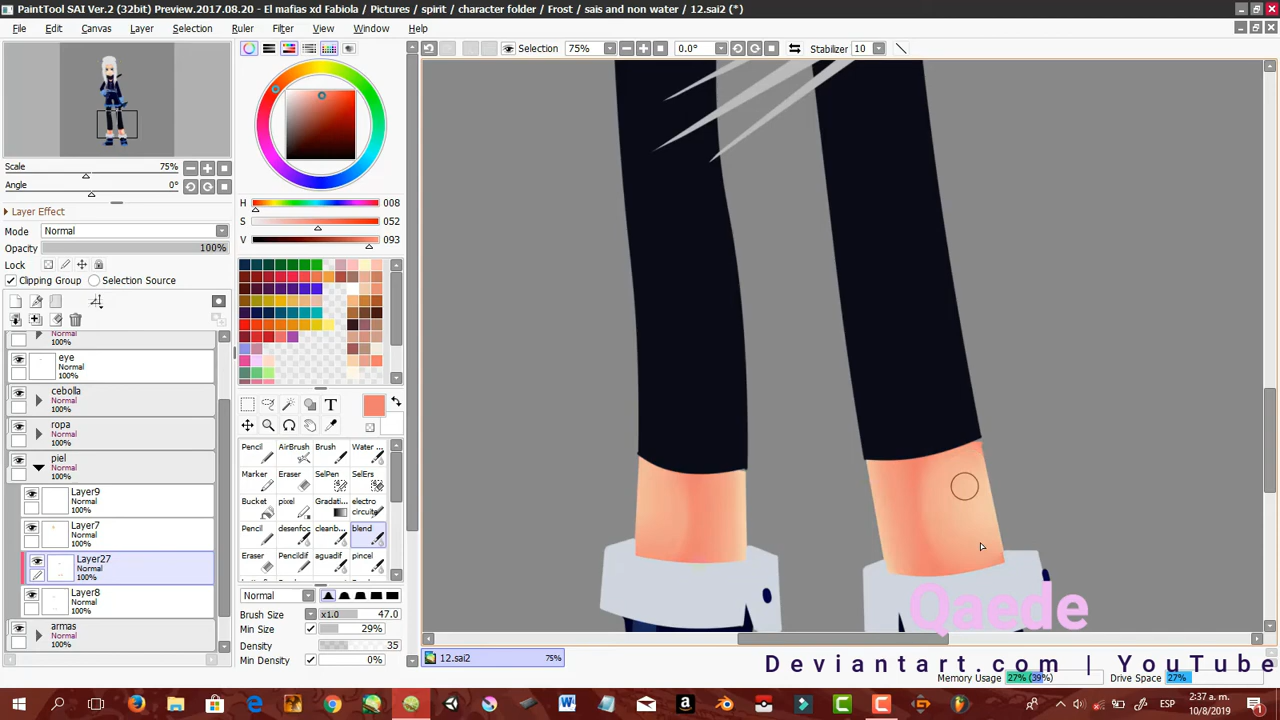 PaintTool SAI Ver.2 (32bit) Preview.2017.08.20 - El mafias xd Fabiola / Pictures / spirit / character folder / Frost / sais and non water / 12.sai2 (*)
File Edit Canvas Layer Selection Ruler Filter View Window Help
Selection 75% 0.0° Stabilizer 10
Scale 75%
Angle 0°
Layer Effect
Mode Normal
Opacity 100%
Lock
Clipping Group Selection Source
H 008
S 052
V 093
T
Normal
100%
eye
Normal
100%
cebolla
Normal
100%
ropa
Normal
100%
piel
Normal
100%
Layer9
Normal
100%
Layer7
Normal
100%
Layer27
Normal
100%
Layer8
Normal
100%
armas
Normal
100%
Pencil AirBrush Brush Water ...
Marker Eraser SelPen SelErs
Bucket pixel Gradati... electro circuite
Pencil desenfoc cleanb... blend
Eraser Pencildif aguadif pincel
Normal
Brush Size x1.0 47.0
Min Size 29%
Density 35
Min Density 0%
12.sai2 75%
Qaede
Deviantart.com | YouTube
Memory Usage 27% (39%) Drive Space 27%
ESP
2:37 a. m.
10/8/2019